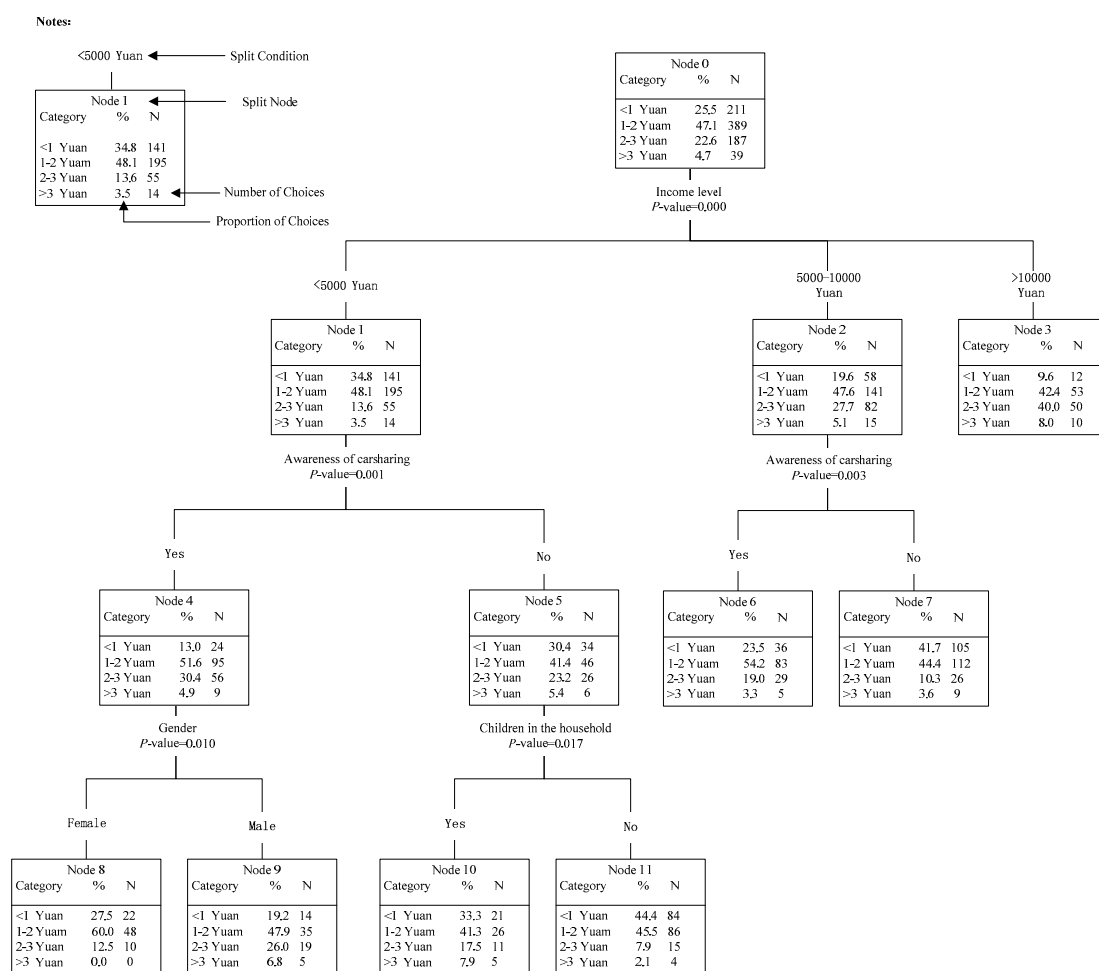 Notes:
<5000 Yuan
Split Condition
Node 1
Split Node
Category % N
<1 Yuan 34.8 141
1-2 Yuam 48.1 195
2-3 Yuan 13.6 55
>3 Yuan 3.5 14
Number of Choices
Proportion of Choices
Node 0
Category % N
<1 Yuan 25.5 211
1-2 Yuam 47.1 389
2-3 Yuan 22.6 187
>3 Yuan 4.7 39
Income level
P-value=0.000
<5000 Yuan
5000-10000
Yuan
>10000
Yuan
Node 1
Category % N
<1 Yuan 34.8 141
1-2 Yuam 48.1 195
2-3 Yuan 13.6 55
>3 Yuan 3.5 14
Node 2
Category % N
<1 Yuan 19.6 58
1-2 Yuam 47.6 141
2-3 Yuan 27.7 82
>3 Yuan 5.1 15
Node 3
Category % N
<1 Yuan 9.6 12
1-2 Yuam 42.4 53
2-3 Yuan 40.0 50
>3 Yuan 8.0 10
Awareness of carsharing
P-value=0.001
Awareness of carsharing
P-value=0.003
Yes
No
Yes
No
Node 4
Category % N
<1 Yuan 13.0 24
1-2 Yuam 51.6 95
2-3 Yuan 30.4 56
>3 Yuan 4.9 9
Node 5
Category % N
<1 Yuan 30.4 34
1-2 Yuam 41.4 46
2-3 Yuan 23.2 26
>3 Yuan 5.4 6
Node 6
Category % N
<1 Yuan 23.5 36
1-2 Yuam 54.2 83
2-3 Yuan 19.0 29
>3 Yuan 3.3 5
Node 7
Category % N
<1 Yuan 41.7 105
1-2 Yuam 44.4 112
2-3 Yuan 10.3 26
>3 Yuan 3.6 9
Gender
P-value=0.010
Children in the household
P-value=0.017
Female
Male
Yes
No
Node 8
Category % N
<1 Yuan 27.5 22
1-2 Yuam 60.0 48
2-3 Yuan 12.5 10
>3 Yuan 0.0 0
Node 9
Category % N
<1 Yuan 19.2 14
1-2 Yuam 47.9 35
2-3 Yuan 26.0 19
>3 Yuan 6.8 5
Node 10
Category % N
<1 Yuan 33.3 21
1-2 Yuam 41.3 26
2-3 Yuan 17.5 11
>3 Yuan 7.9 5
Node 11
Category % N
<1 Yuan 44.4 84
1-2 Yuam 45.5 86
2-3 Yuan 7.9 15
>3 Yuan 2.1 4